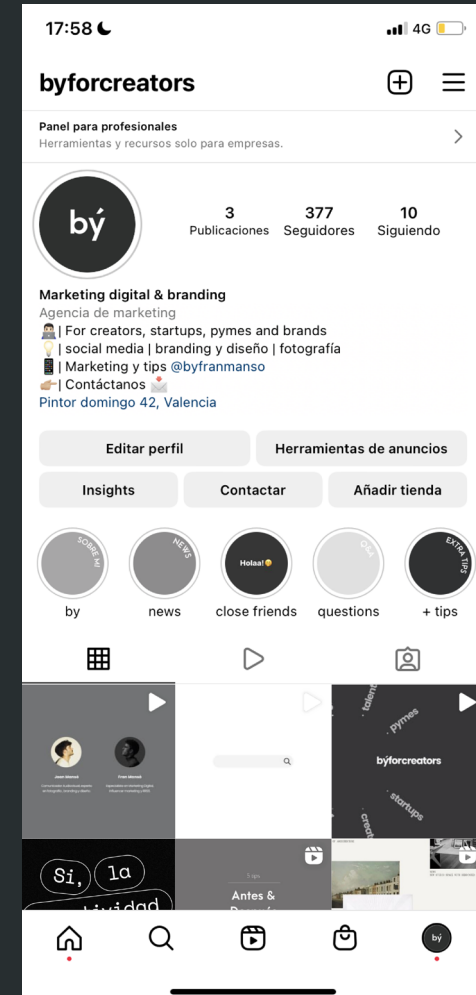 17:58
4G
byforcreators
Panel para profesionales
Herramientas y recursos solo para empresas.
bý
3
Publicaciones
377
Seguidores
10
Siguiendo
Marketing digital & branding
Agencia de marketing
| For creators, startups, pymes and brands
| social media | branding y diseño | fotografía
| Marketing y tips @byfranmanso
| Contáctanos
Pintor domingo 42, Valencia
Editar perfil
Herramientas de anuncios
Insights
Contactar
Añadir tienda
SOBRE MI
NEWS
Holaa!
Q&A
EXTRA TIPS
by
news
close friends
questions
+ tips
· talent
· pymes
býforcreators
· startups
Si, la
Antes &
bý